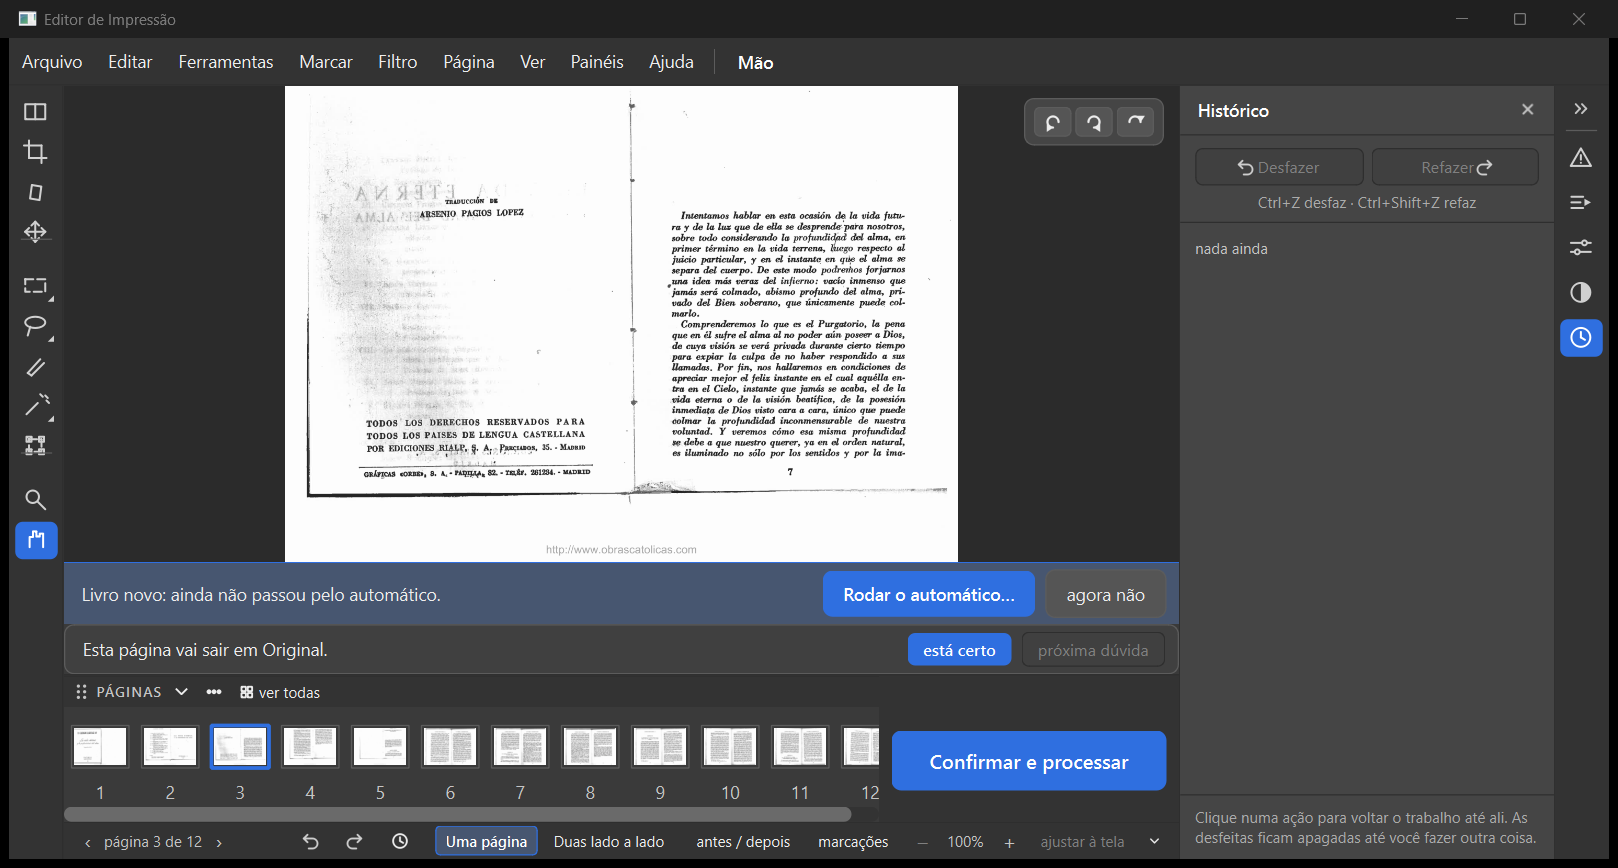 Editor de Impressão
Arquivo Editar Ferramentas Marcar Filtro Página Ver Painéis Ajuda Mão
TRADUCCIÓN DE
ARSENIO PAGIOS LOPEZ
TODOS LOS DERECHOS RESERVADOS PARA
TODOS LOS PAISES DE LENGUA CASTELLANA
POR EDICIONES RIALP, S. A. PRECIADOS, 35. - MADRID
GRÁFICAS «ORBE», S. A. - PADILLA, 82. - TELÉF. 261234. - MADRID
Intentamos hablar en esta ocasión de la vida futu-
ra y de la luz que de ella se desprende para nosotros,
sobre todo considerando la profundidad del alma, en
primer término en la vida terrena, luego respecto al
juicio particular, y en el instante en que el alma se
separa del cuerpo. De este modo podremos forjarnos
una idea más veraz del infierno: vacío inmenso que
jamás será colmado, abismo profundo del alma, pri-
vado del Bien soberano, que únicamente puede col-
marlo.
Comprenderemos lo que es el Purgatorio, la pena
que en él sufre el alma al no poder aún poseer a Dios,
de cuya visión se verá privada durante cierto tiempo
para expiar la culpa de no haber respondido a sus
llamadas. Por fin, nos hallaremos en condiciones de
apreciar mejor el feliz instante en el cual aquélla en-
tra en el Cielo, instante que jamás se acaba, el de la
vida eterna o de la visión beatífica, de la posesión
inmediata de Dios visto cara a cara, único que puede
colmar la profundidad inconmensurable de nuestra
voluntad. Y veremos cómo esa misma profundidad
se debe a que nuestro querer, ya en el orden natural,
es iluminado no sólo por los sentidos y por la ima-
7
http://www.obrascatolicas.com
Histórico
Desfazer Refazer
Ctrl+Z desfaz · Ctrl+Shift+Z refaz
nada ainda
Livro novo: ainda não passou pelo automático. Rodar o automático... agora não
Esta página vai sair em Original. está certo próxima dúvida
PÁGINAS ver todas
1 2 3 4 5 6 7 8 9 10 11 12
Confirmar e processar
página 3 de 12 Uma página Duas lado a lado antes / depois marcações 100% ajustar à tela
Clique numa ação para voltar o trabalho até ali. As
desfeitas ficam apagadas até você fazer outra coisa.